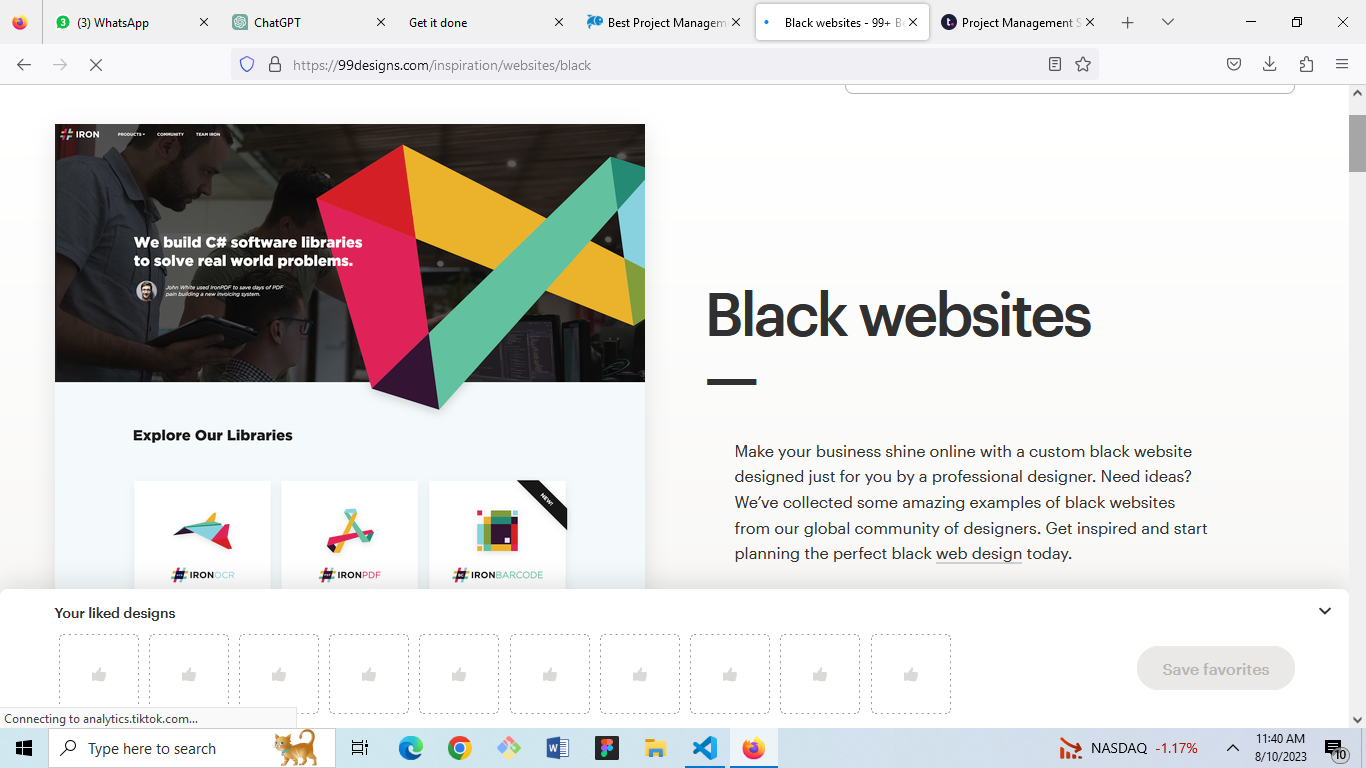 (3) WhatsApp
ChatGPT
Get it done
Best Project Managem
Black websites - 99+ Be
Project Management S
https://99designs.com/inspiration/websites/black
IRON
PRODUCTS
COMMUNITY
TEAM IRON
We build C# software libraries
to solve real world problems.
John White used IronPDF to save days of PDF
pain building a new invoicing system.
Explore Our Libraries
NEW!
IRONOCR
IRONPDF
IRONBARCODE
Black websites
Make your business shine online with a custom black website
designed just for you by a professional designer. Need ideas?
We’ve collected some amazing examples of black websites
from our global community of designers. Get inspired and start
planning the perfect black web design today.
Your liked designs
Save favorites
Connecting to analytics.tiktok.com...
Type here to search
NASDAQ -1.17%
11:40 AM
8/10/2023
10